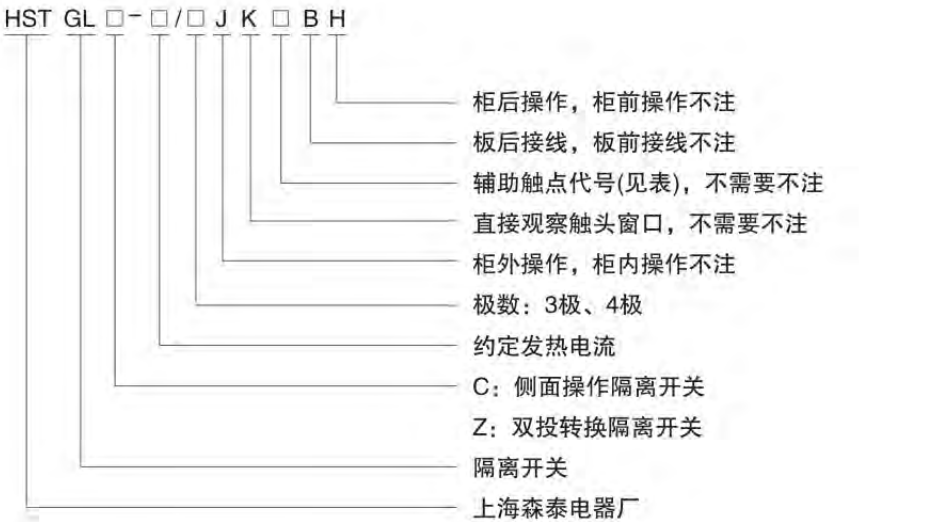 HST GL □-□/□ J K □ B H
柜后操作，柜前操作不注
板后接线，板前接线不注
辅助触点代号(见表)，不需要不注
直接观察触头窗口，不需要不注
柜外操作，柜内操作不注
极数：3极、4极
约定发热电流
C：侧面操作隔离开关
Z：双投转换隔离开关
隔离开关
上海森泰电器厂